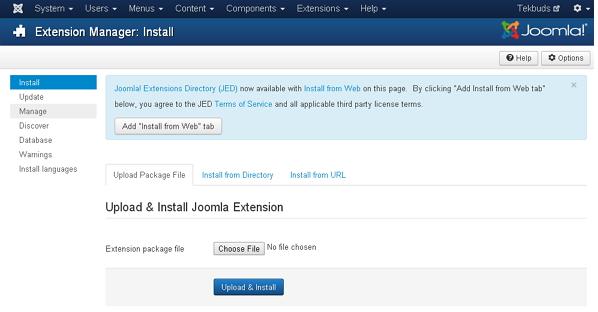 System Users Menus Content Components Extensions Help Tekbuds
Extension Manager: Install Joomla!
Help Options
Install
Update
Manage
Discover
Database
Warnings
Install languages
Joomla! Extensions Directory (JED) now available with Install from Web on this page. By clicking "Add Install from Web tab" ×
below, you agree to the JED Terms of Service and all applicable third party license terms.
Add "Install from Web" tab
Upload Package File Install from Directory Install from URL
Upload & Install Joomla Extension
Extension package file Choose File No file chosen
Upload & Install